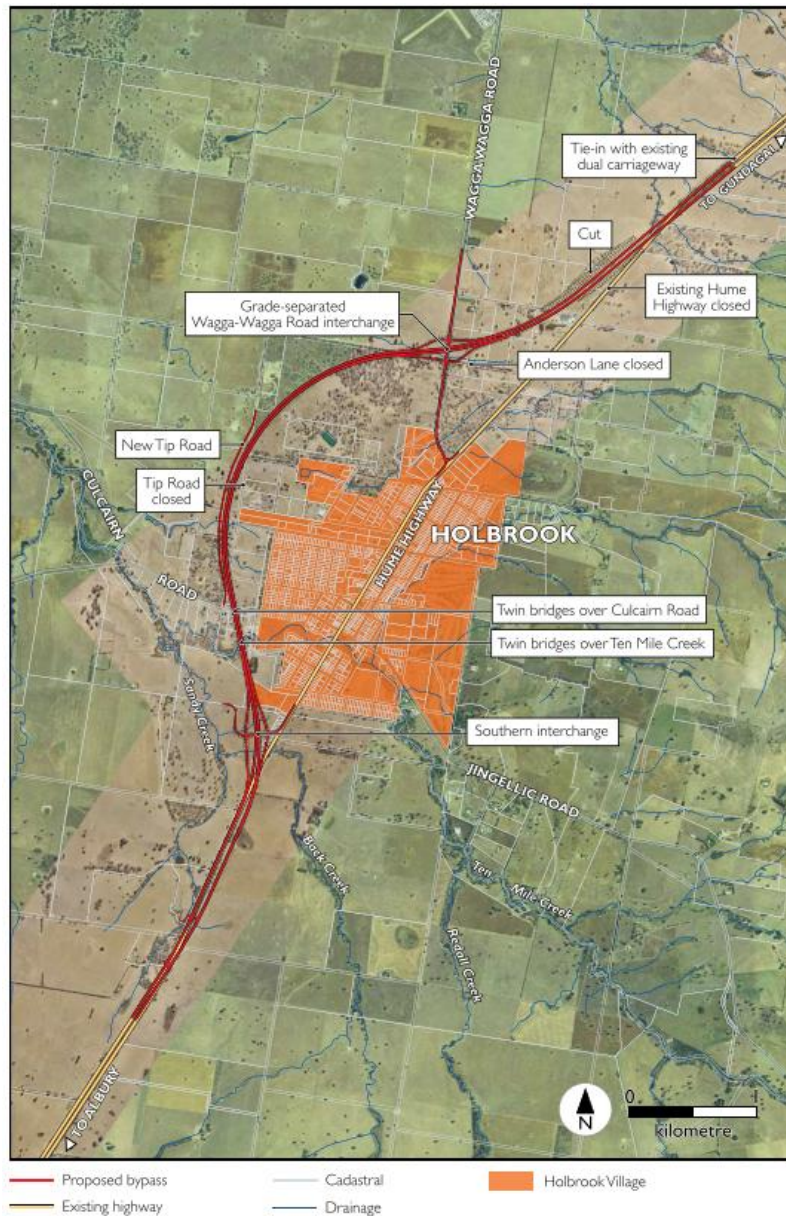 WAGGA WAGGA ROAD
Tie-in with existing
dual carriageway
TO GUNDAGAI
Cut
Existing Hume
Highway closed
Grade-separated
Wagga-Wagga Road interchange
Anderson Lane closed
New Tip Road
Tip Road
closed
CULCAIRN
ROAD
HUME HIGHWAY
HOLBROOK
Twin bridges over Culcairn Road
Twin bridges over Ten Mile Creek
Sandy Creek
Southern interchange
JINGELLIC ROAD
Back Creek
Ten Mile Creek
Redall Creek
TO ALBURY
N
0 1
kilometre
Proposed bypass
Cadastral
Holbrook Village
Existing highway
Drainage